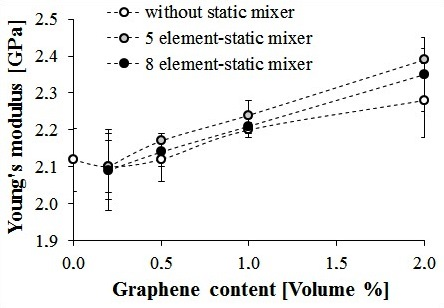 without static mixer
5 element-static mixer
8 element-static mixer
Young's modulus [GPa]
2.5
2.4
2.3
2.2
2.1
2.0
1.9
0.0 0.5 1.0 1.5 2.0
Graphene content [Volume %]